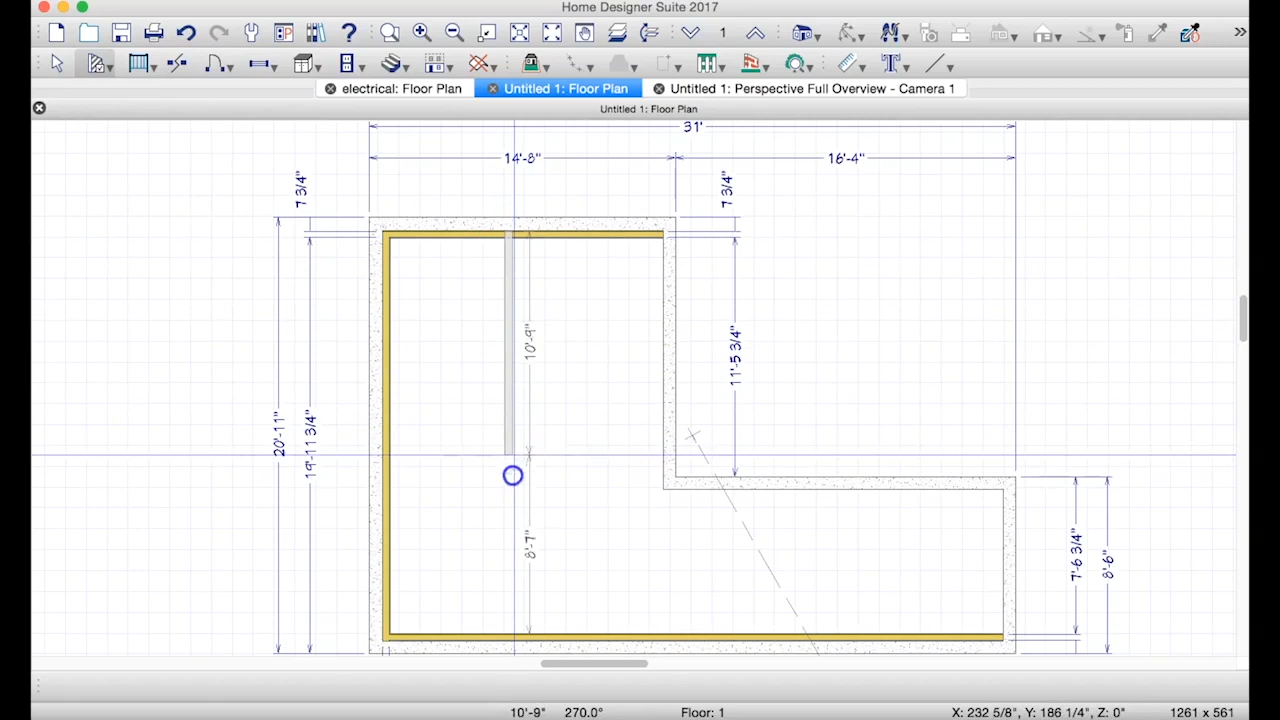 Home Designer Suite 2017
1
electrical: Floor Plan
Untitled 1: Floor Plan
Untitled 1: Perspective Full Overview - Camera 1
Untitled 1: Floor Plan
31'
14'-8"
16'-4"
7 3/4"
7 3/4"
10'-9"
11'-5 3/4"
20'-11"
19'-11 3/4"
8'-7"
7'-6 3/4"
8'-6"
10'-9"
270.0°
Floor: 1
X: 232 5/8", Y: 186 1/4", Z: 0"
1261 x 561